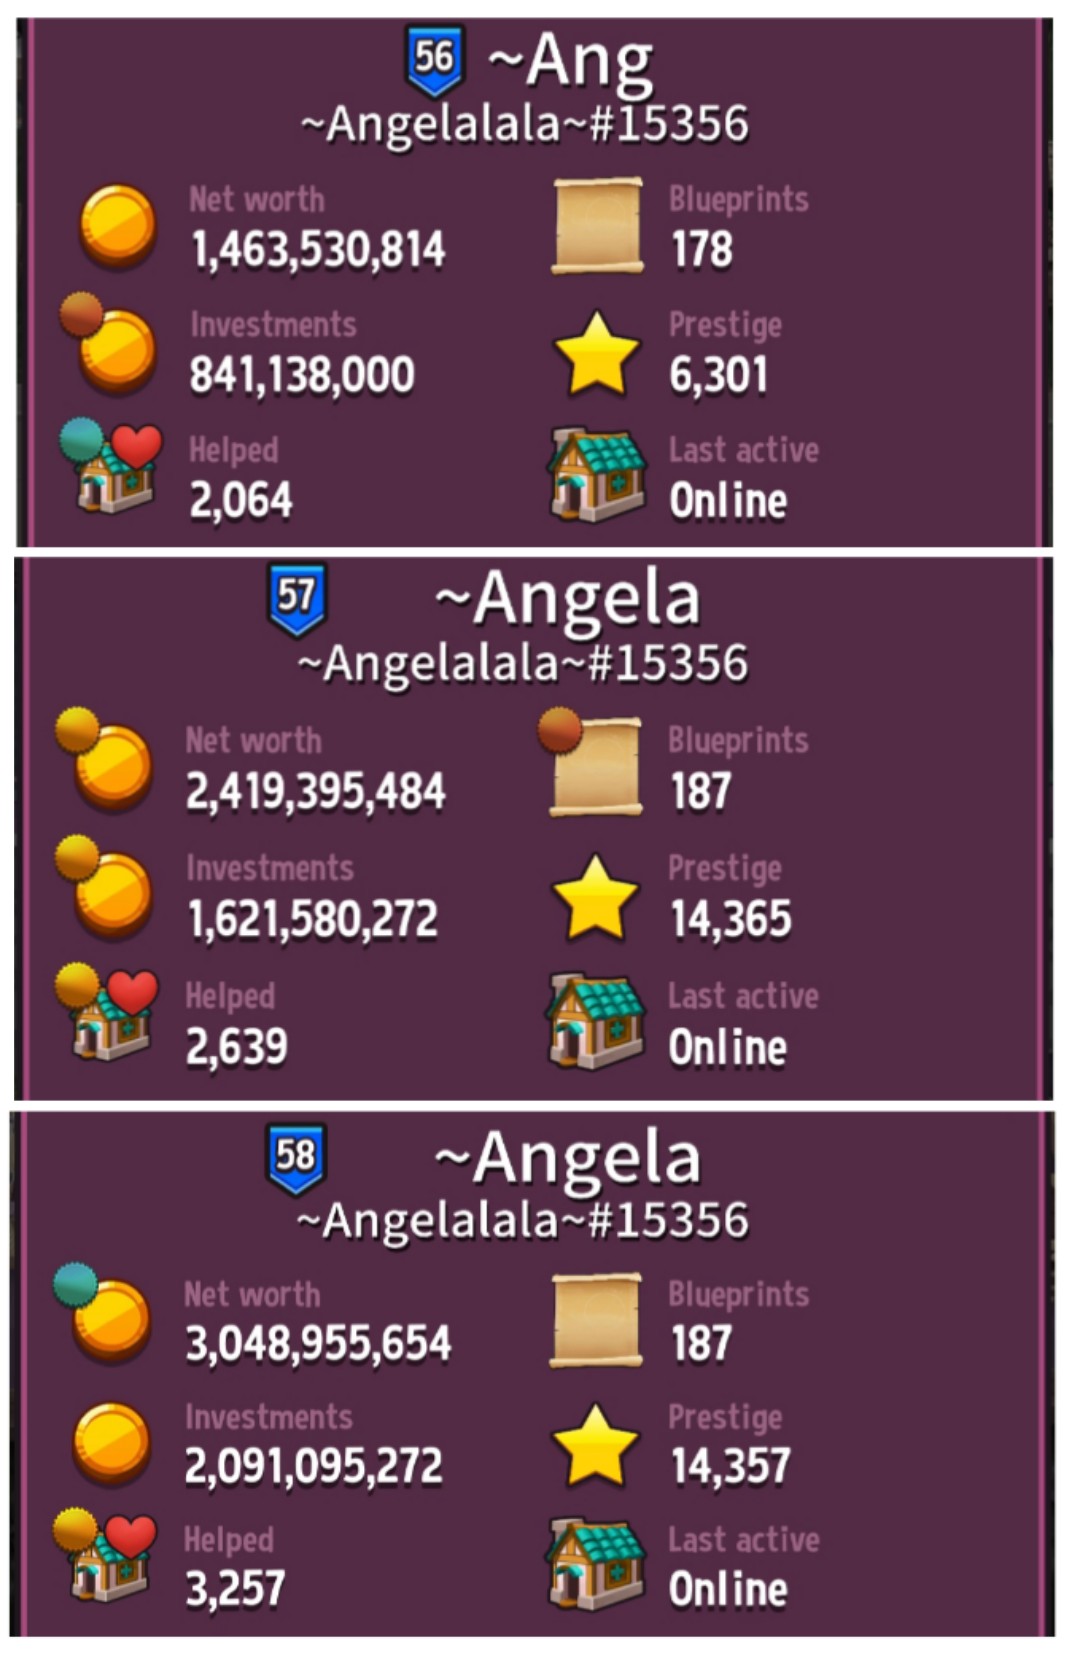 56 ~Ang
~Angelalala~#15356
Net worth Blueprints
1,463,530,814 178
Investments Prestige
841,138,000 6,301
Helped Last active
2,064 Online
57 ~Angela
~Angelalala~#15356
Net worth Blueprints
2,419,395,484 187
Investments Prestige
1,621,580,272 14,365
Helped Last active
2,639 Online
58 ~Angela
~Angelalala~#15356
Net worth Blueprints
3,048,955,654 187
Investments Prestige
2,091,095,272 14,357
Helped Last active
3,257 Online